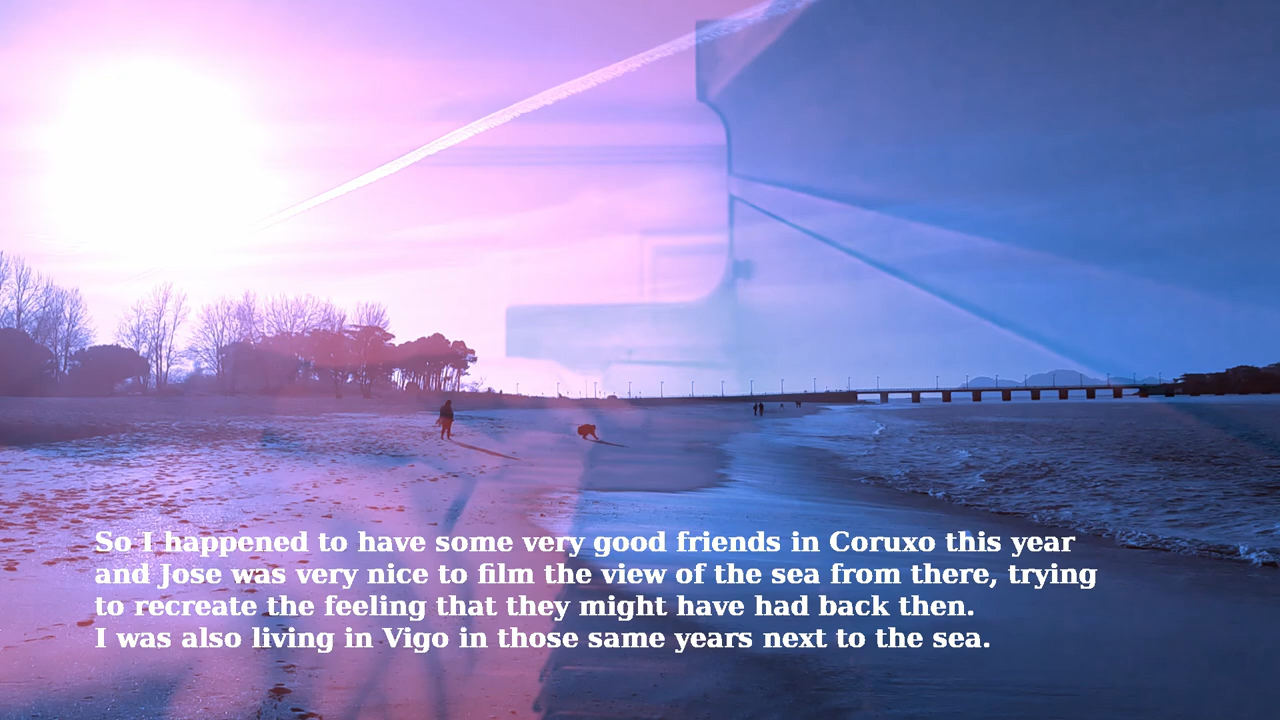 So I happened to have some very good friends in Coruxo this year
and Jose was very nice to film the view of the sea from there, trying
to recreate the feeling that they might have had back then.
I was also living in Vigo in those same years next to the sea.